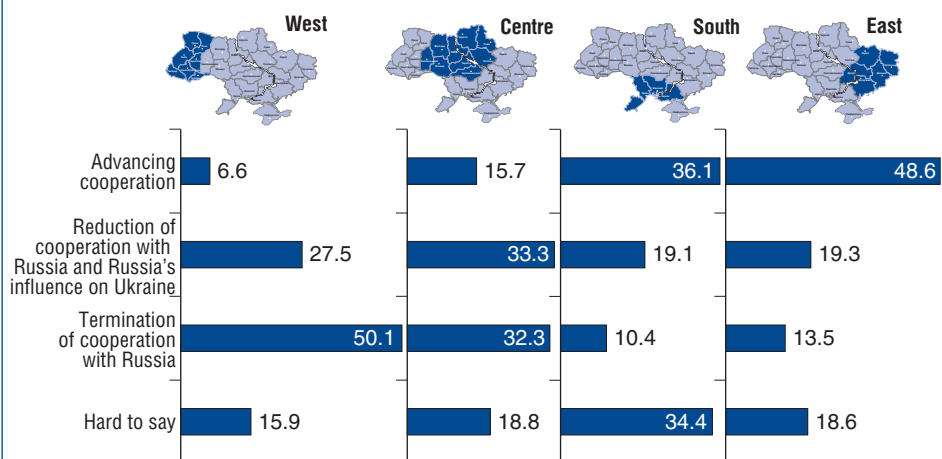 West
Centre
South
East
Advancing
cooperation
6.6
15.7
36.1
48.6
Reduction of
cooperation with
Russia and Russia's
influence on Ukraine
27.5
33.3
19.1
19.3
Termination
of cooperation
with Russia
50.1
32.3
10.4
13.5
Hard to say
15.9
18.8
34.4
18.6